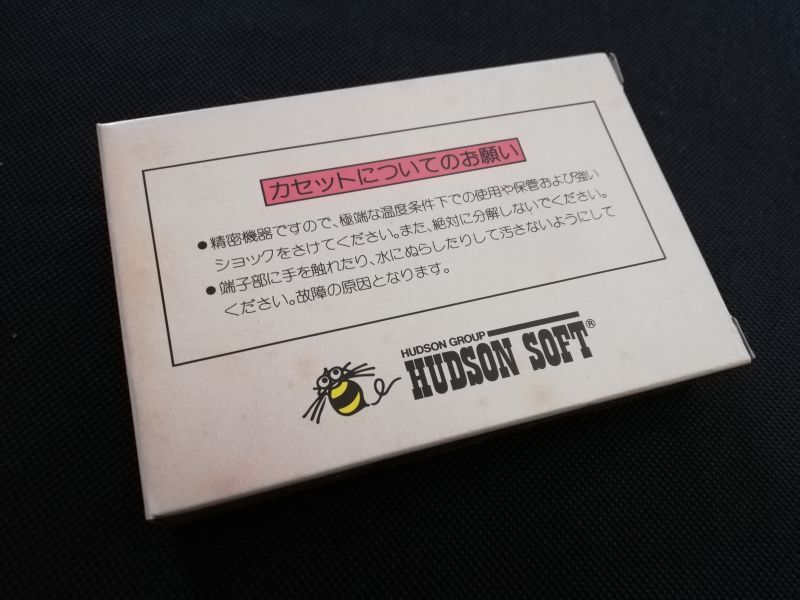 カセットについてのお願い
●精密機器ですので、極端な温度条件下での使用や保管および強い
ショックをさけてください。また、絶対に分解しないでください。
●端子部に手を触れたり、水にぬらしたりして汚さないようにして
ください。故障の原因となります。
HUDSON GROUP
HUDSON SOFT®